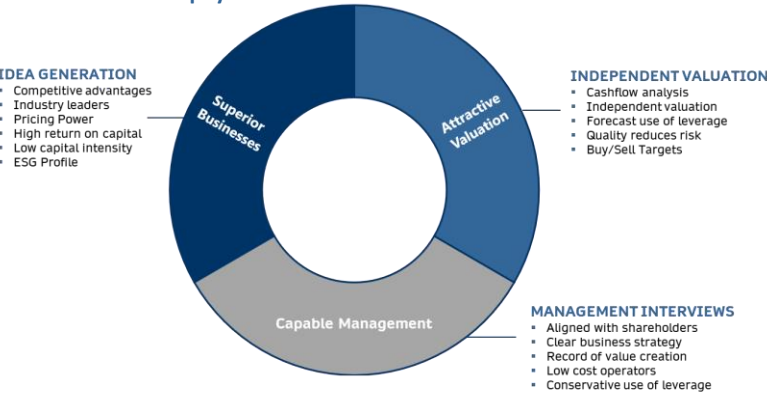 IDEA GENERATION
▪ Competitive advantages
▪ Industry leaders
▪ Pricing Power
▪ High return on capital
▪ Low capital intensity
▪ ESG Profile
Superior
Businesses
Attractive
Valuation
INDEPENDENT VALUATION
▪ Cashflow analysis
▪ Independent valuation
▪ Forecast use of leverage
▪ Quality reduces risk
▪ Buy/Sell Targets
Capable Management
MANAGEMENT INTERVIEWS
▪ Aligned with shareholders
▪ Clear business strategy
▪ Record of value creation
▪ Low cost operators
▪ Conservative use of leverage